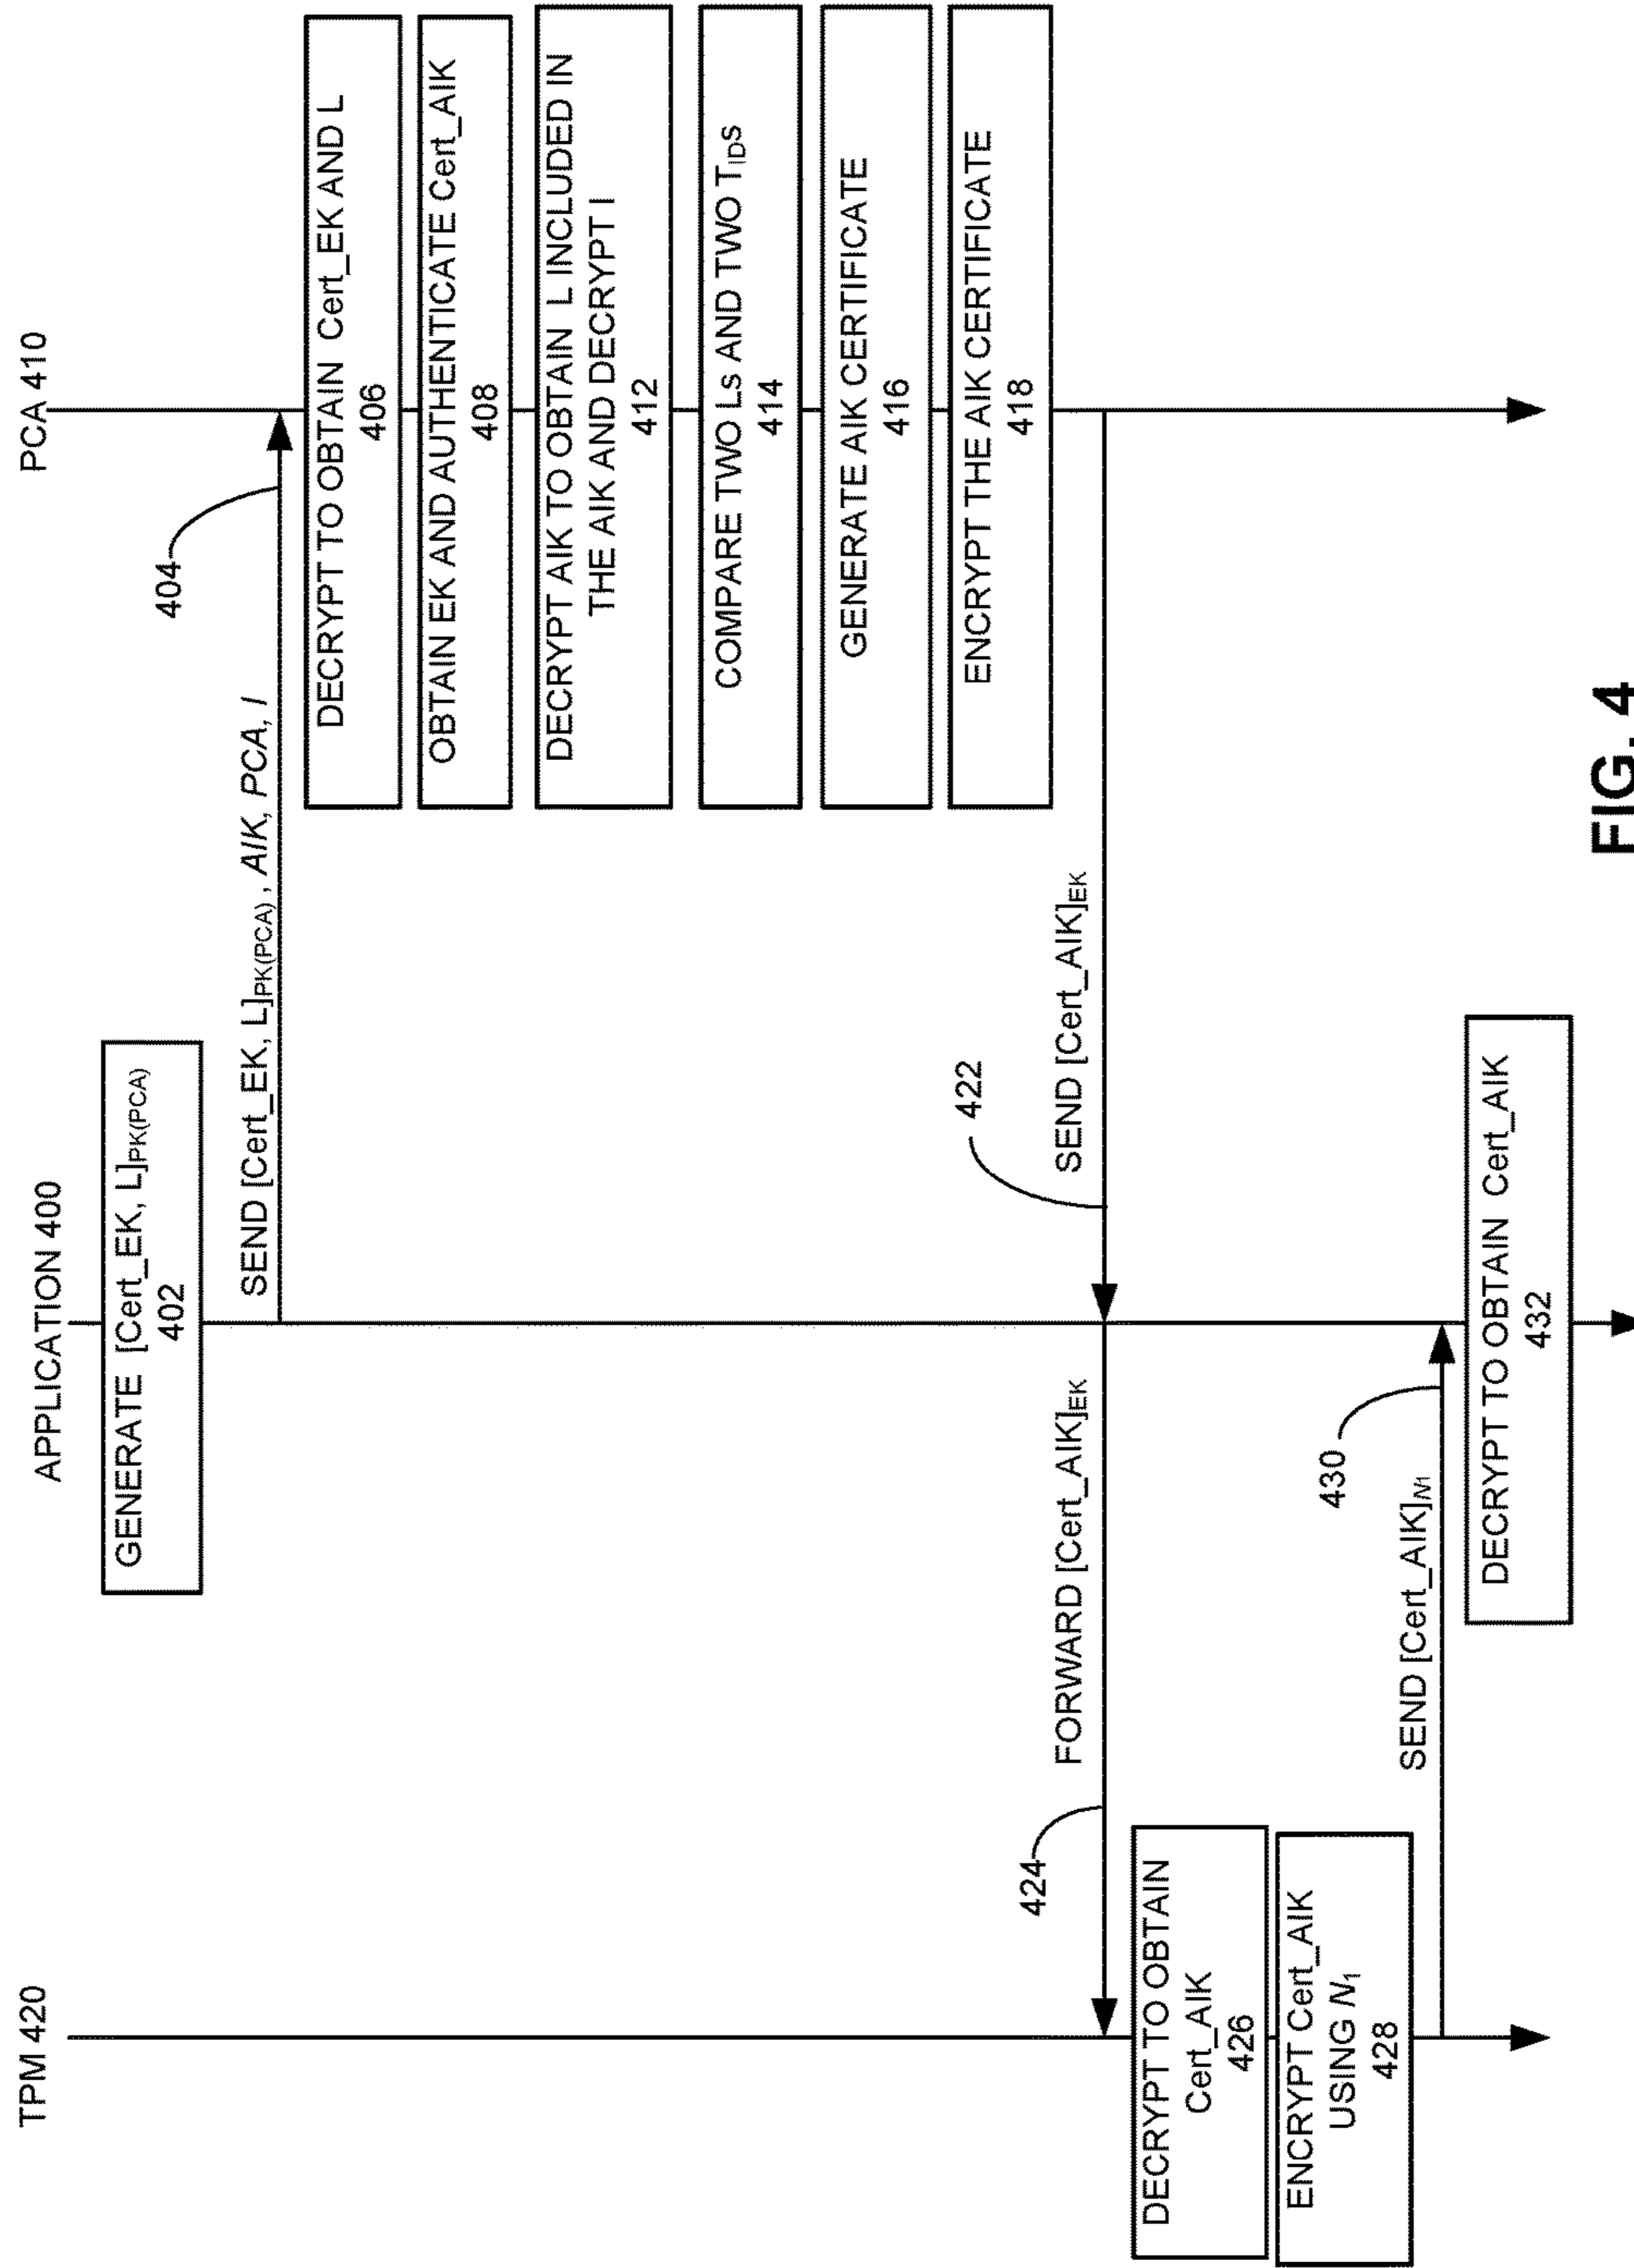 TPM 420
APPLICATION 400
PCA 410
GENERATE [Cert_EK, L]PK(PCA)
402
SEND [Cert_EK, L]PK(PCA), AIK, PCA, I
404
DECRYPT TO OBTAIN Cert_EK AND L
406
OBTAIN EK AND AUTHENTICATE Cert_AIK
408
DECRYPT AIK TO OBTAIN L INCLUDED IN
THE AIK AND DECRYPT I
412
COMPARE TWO Ls AND TWO TIDS
414
GENERATE AIK CERTIFICATE
416
ENCRYPT THE AIK CERTIFICATE
418
SEND [Cert_AIK]EK
422
FORWARD [Cert_AIK]EK
424
DECRYPT TO OBTAIN
Cert_AIK
426
ENCRYPT Cert_AIK
USING N1
428
SEND [Cert_AIK]N1
430
DECRYPT TO OBTAIN Cert_AIK
432
FIG. 4